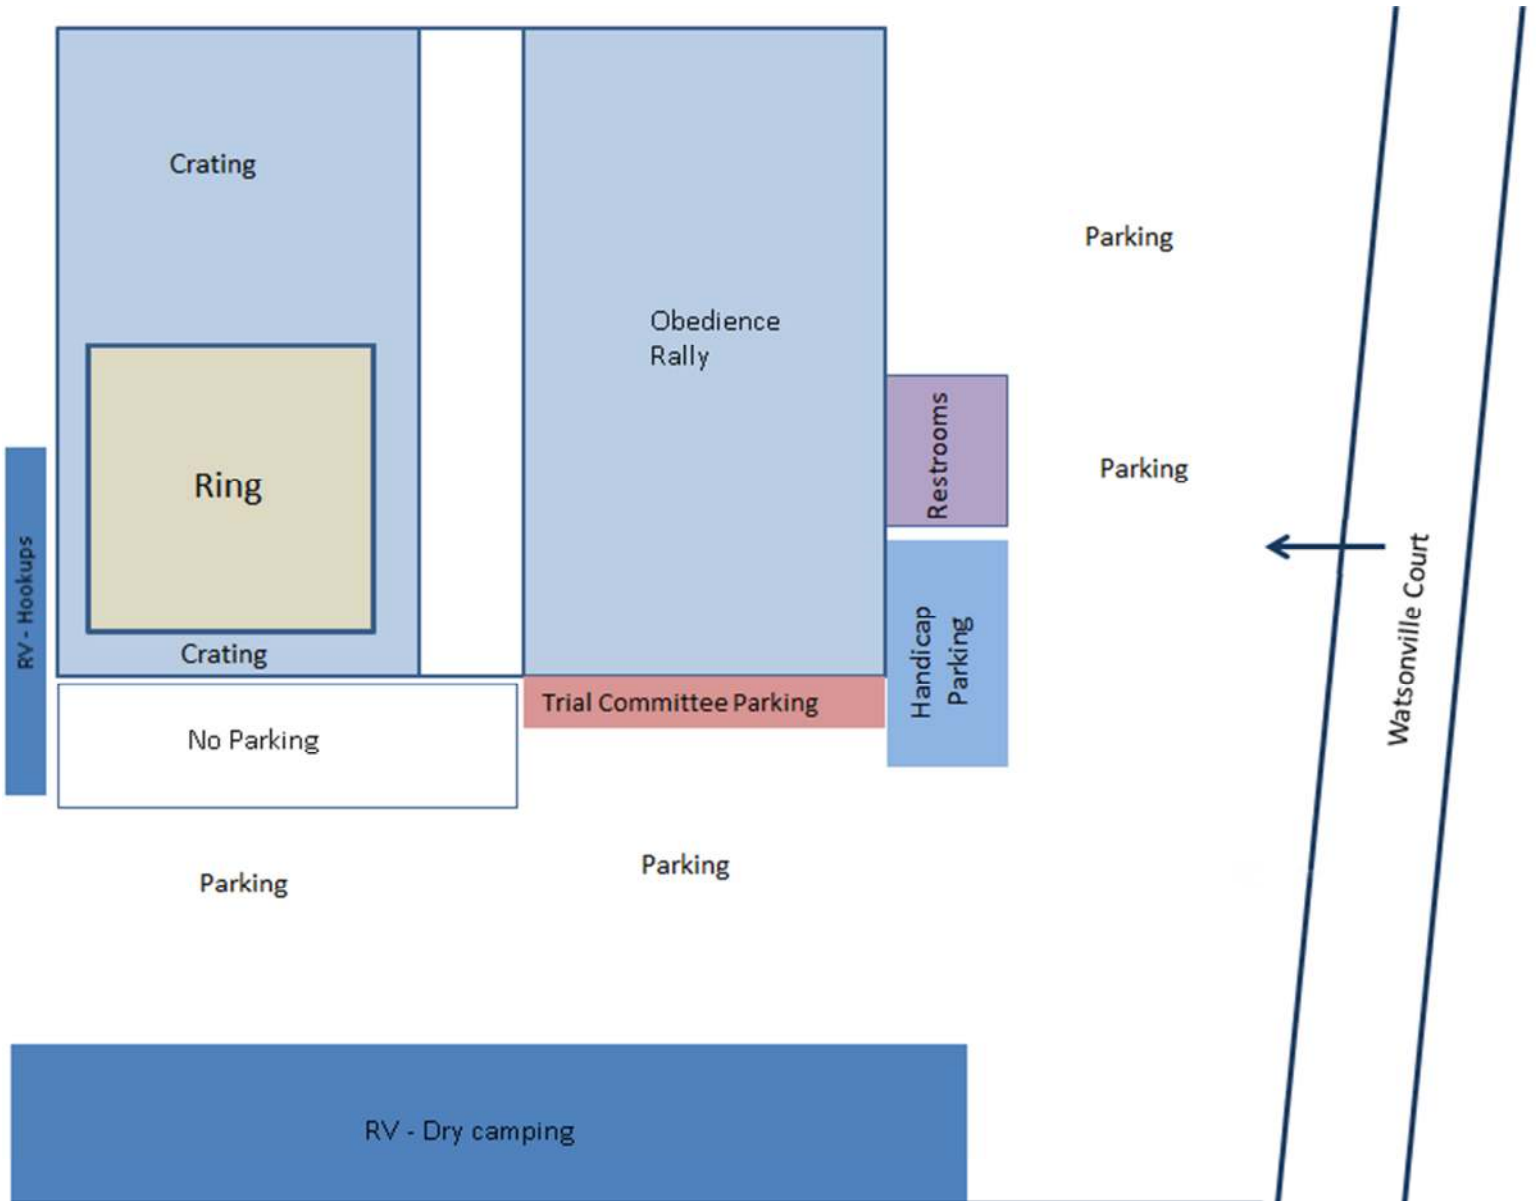 Crating
Parking
Obedience
Rally
Restrooms
Parking
Ring
RV - Hookups
Watsonville Court
Handicap
Parking
Crating
Trial Committee Parking
No Parking
Parking
Parking
RV - Dry camping